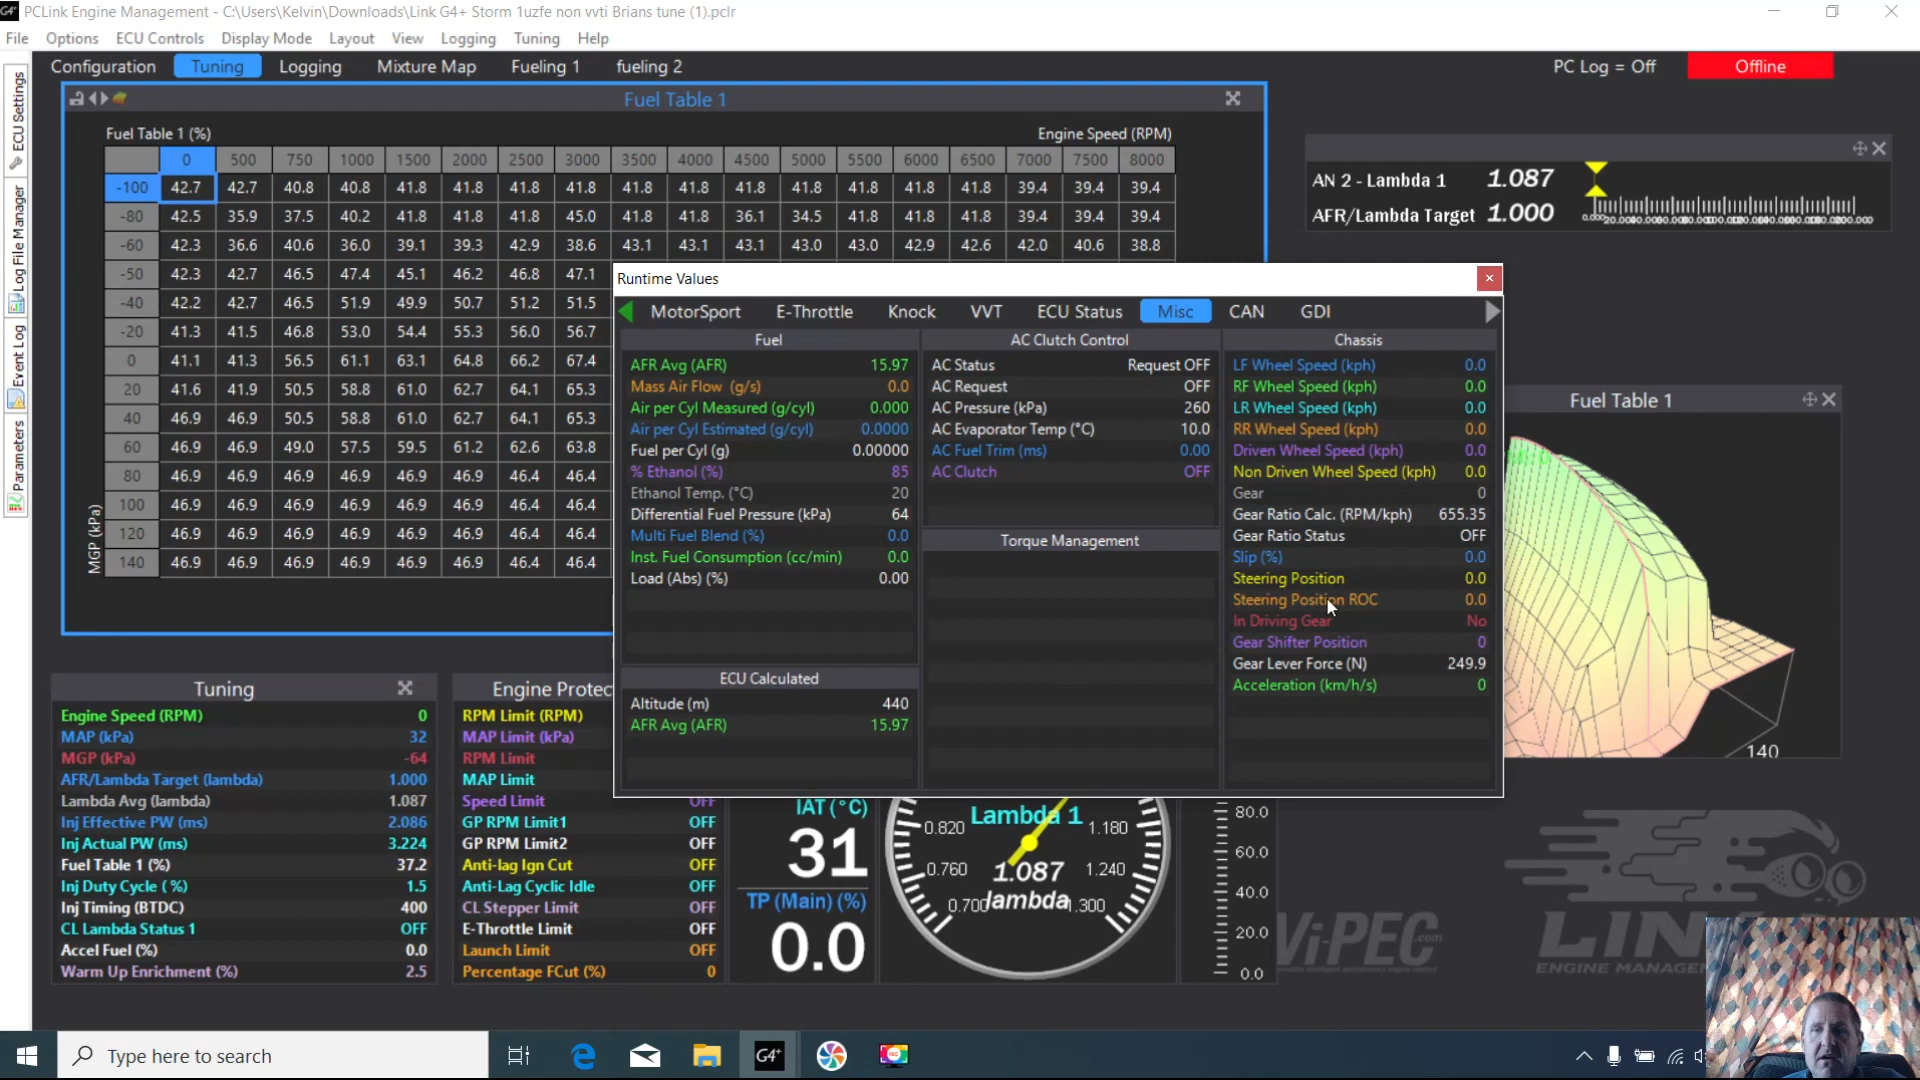 PCLink Engine Management - C:\Users\Kelvin\Downloads\Link G4+ Storm 1uzfe non vvti Brians tune (1).pclr
File Options ECU Controls Display Mode Layout View Logging Tuning Help
Configuration Tuning Logging Mixture Map Fueling 1 fueling 2
PC Log = Off Offline
ECU Settings
Log File Manager
Event Log
Parameters
Fuel Table 1
Fuel Table 1 (%) Engine Speed (RPM)
0 500 750 1000 1500 2000 2500 3000 3500 4000 4500 5000 5500 6000 6500 7000 7500 8000
-100 42.7 42.7 40.8 40.8 41.8 41.8 41.8 41.8 41.8 41.8 41.8 41.8 41.8 41.8 41.8 39.4 39.4 39.4
-80 42.5 35.9 37.5 40.2 41.8 41.8 41.8 45.0 41.8 41.8 36.1 34.5 41.8 41.8 41.8 39.4 39.4 39.4
-60 42.3 36.6 40.6 36.0 39.1 39.3 42.9 38.6 43.1 43.1 43.1 43.0 43.0 42.9 42.6 42.0 40.6 38.8
-50 42.3 42.7 46.5 47.4 45.1 46.2 46.8 47.1
-40 42.2 42.7 46.5 51.9 49.9 50.7 51.2 51.5
-20 41.3 41.5 46.8 53.0 54.4 55.3 56.0 56.7
0 41.1 41.3 56.5 61.1 63.1 64.8 66.2 67.4
20 41.6 41.9 50.5 58.8 61.0 62.7 64.1 65.3
40 46.9 46.9 50.5 58.8 61.0 62.7 64.1 65.3
60 46.9 46.9 49.0 57.5 59.5 61.2 62.6 63.8
80 46.9 46.9 46.9 46.9 46.9 46.9 46.4 46.4
100 46.9 46.9 46.9 46.9 46.9 46.9 46.4 46.4
120 46.9 46.9 46.9 46.9 46.9 46.9 46.4 46.4
140 46.9 46.9 46.9 46.9 46.9 46.9 46.4 46.4
MGP (kPa)
AN 2 - Lambda 1 1.087
AFR/Lambda Target 1.000
Runtime Values
MotorSport E-Throttle Knock VVT ECU Status Misc CAN GDI
Fuel
AFR Avg (AFR) 15.97
Mass Air Flow (g/s) 0.0
Air per Cyl Measured (g/cyl) 0.000
Air per Cyl Estimated (g/cyl) 0.0000
Fuel per Cyl (g) 0.00000
% Ethanol (%) 85
Ethanol Temp. (°C) 20
Differential Fuel Pressure (kPa) 64
Multi Fuel Blend (%) 0.0
Inst. Fuel Consumption (cc/min) 0.0
Load (Abs) (%) 0.00
ECU Calculated
Altitude (m) 440
AFR Avg (AFR) 15.97
AC Clutch Control
AC Status Request OFF
AC Request OFF
AC Pressure (kPa) 260
AC Evaporator Temp (°C) 10.0
AC Fuel Trim (ms) 0.00
AC Clutch OFF
Torque Management
Chassis
LF Wheel Speed (kph) 0.0
RF Wheel Speed (kph) 0.0
LR Wheel Speed (kph) 0.0
RR Wheel Speed (kph) 0.0
Driven Wheel Speed (kph) 0.0
Non Driven Wheel Speed (kph) 0.0
Gear 0
Gear Ratio Calc. (RPM/kph) 655.35
Gear Ratio Status OFF
Slip (%) 0.0
Steering Position 0.0
Steering Position ROC 0.0
In Driving Gear No
Gear Shifter Position 0
Gear Lever Force (N) 249.9
Acceleration (km/h/s) 0
Fuel Table 1
140
Tuning
Engine Speed (RPM) 0
MAP (kPa) 32
MGP (kPa) -64
AFR/Lambda Target (lambda) 1.000
Lambda Avg (lambda) 1.087
Inj Effective PW (ms) 2.086
Inj Actual PW (ms) 3.224
Fuel Table 1 (%) 37.2
Inj Duty Cycle (%) 1.5
Inj Timing (BTDC) 400
CL Lambda Status 1 OFF
Accel Fuel (%) 0.0
Warm Up Enrichment (%) 2.5
Engine Protec
RPM Limit (RPM)
MAP Limit (kPa)
RPM Limit
MAP Limit
Speed Limit OFF
GP RPM Limit1 OFF
GP RPM Limit2 OFF
Anti-lag Ign Cut OFF
Anti-Lag Cyclic Idle OFF
CL Stepper Limit OFF
E-Throttle Limit OFF
Launch Limit OFF
Percentage FCut (%) 0
IAT (°C)
31
TP (Main) (%)
0.0
Lambda 1
0.820 1.180
0.760 1.087 1.240
0.700 lambda 1.300
80.0
60.0
40.0
20.0
0.0
Vi-PEC.com
LIN
ENGINE MANAGE
Type here to search
G4+